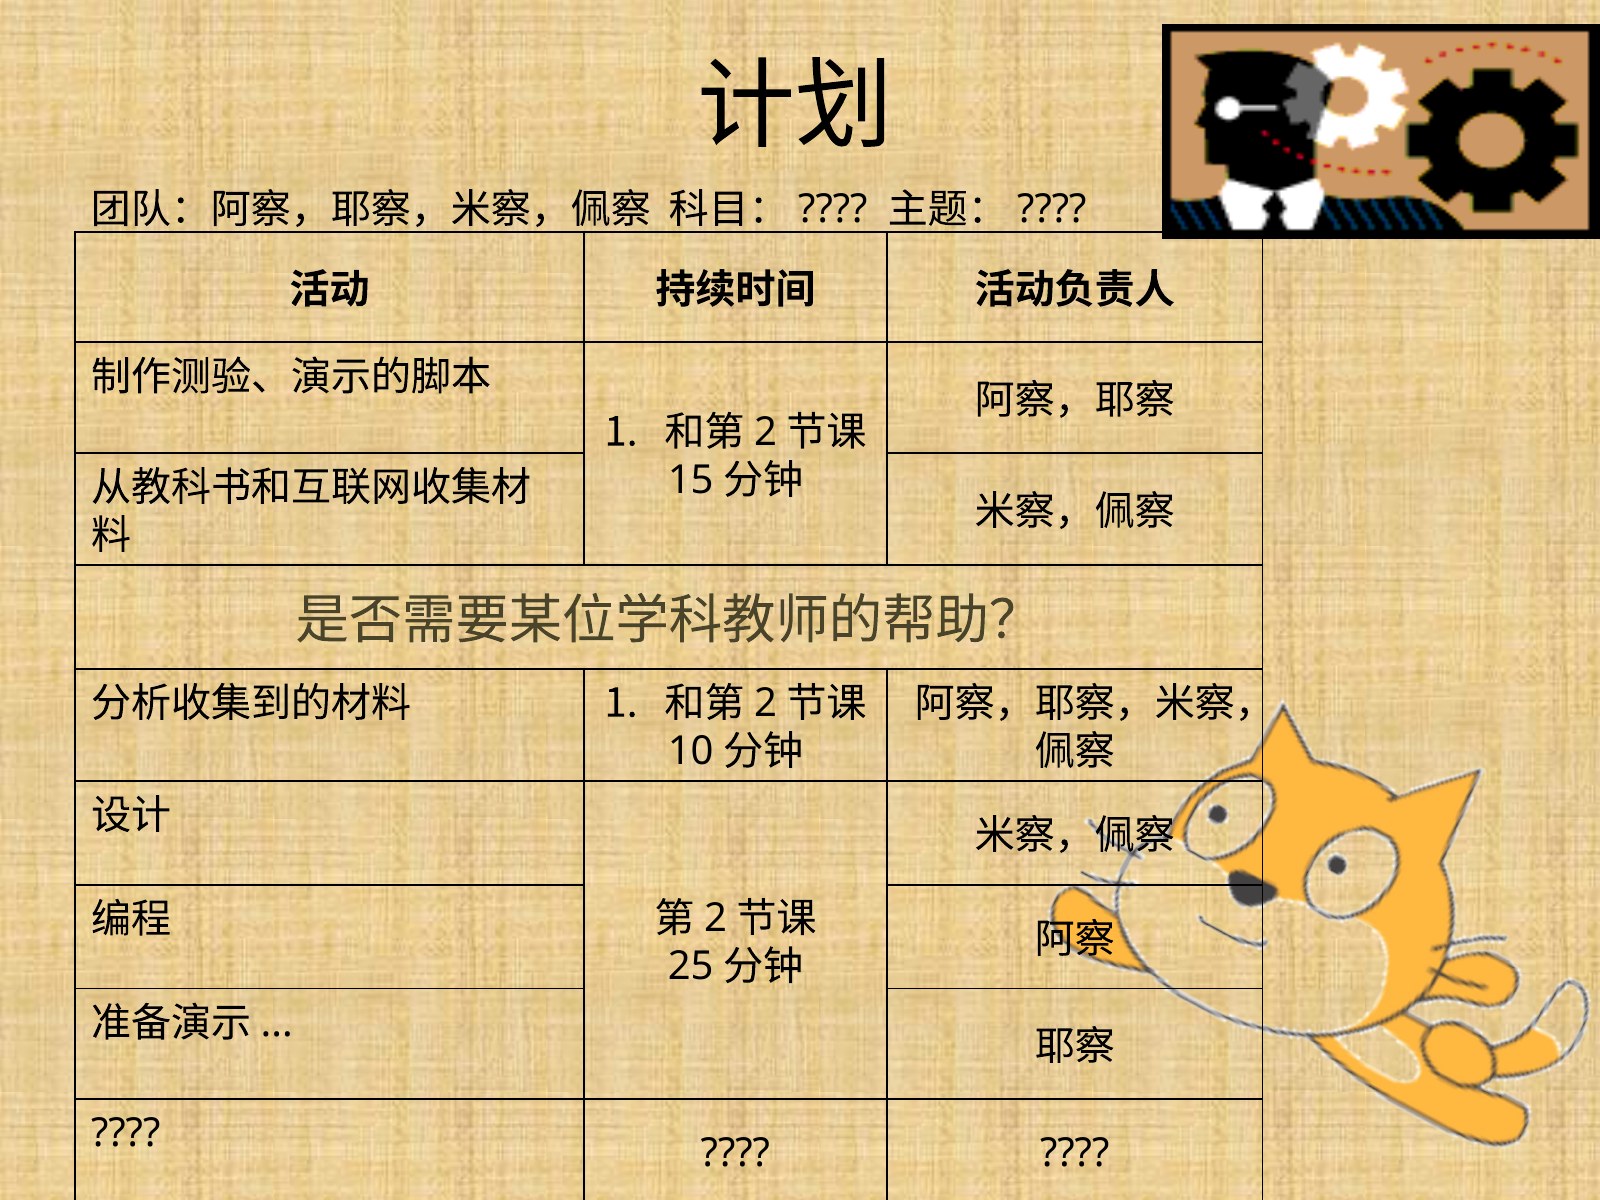 计划
团队：阿察，耶察，米察，佩察 科目： ???? 主题： ????
活动
持续时间
活动负责人
制作测验、演示的脚本
1. 和第 2 节课
15 分钟
阿察，耶察
从教科书和互联网收集材
料
米察，佩察
是否需要某位学科教师的帮助？
分析收集到的材料
1. 和第 2 节课
10 分钟
阿察，耶察，米察，
佩察
设计
第 2 节课
25 分钟
米察，佩察
编程
阿察
准备演示 ...
耶察
????
????
????